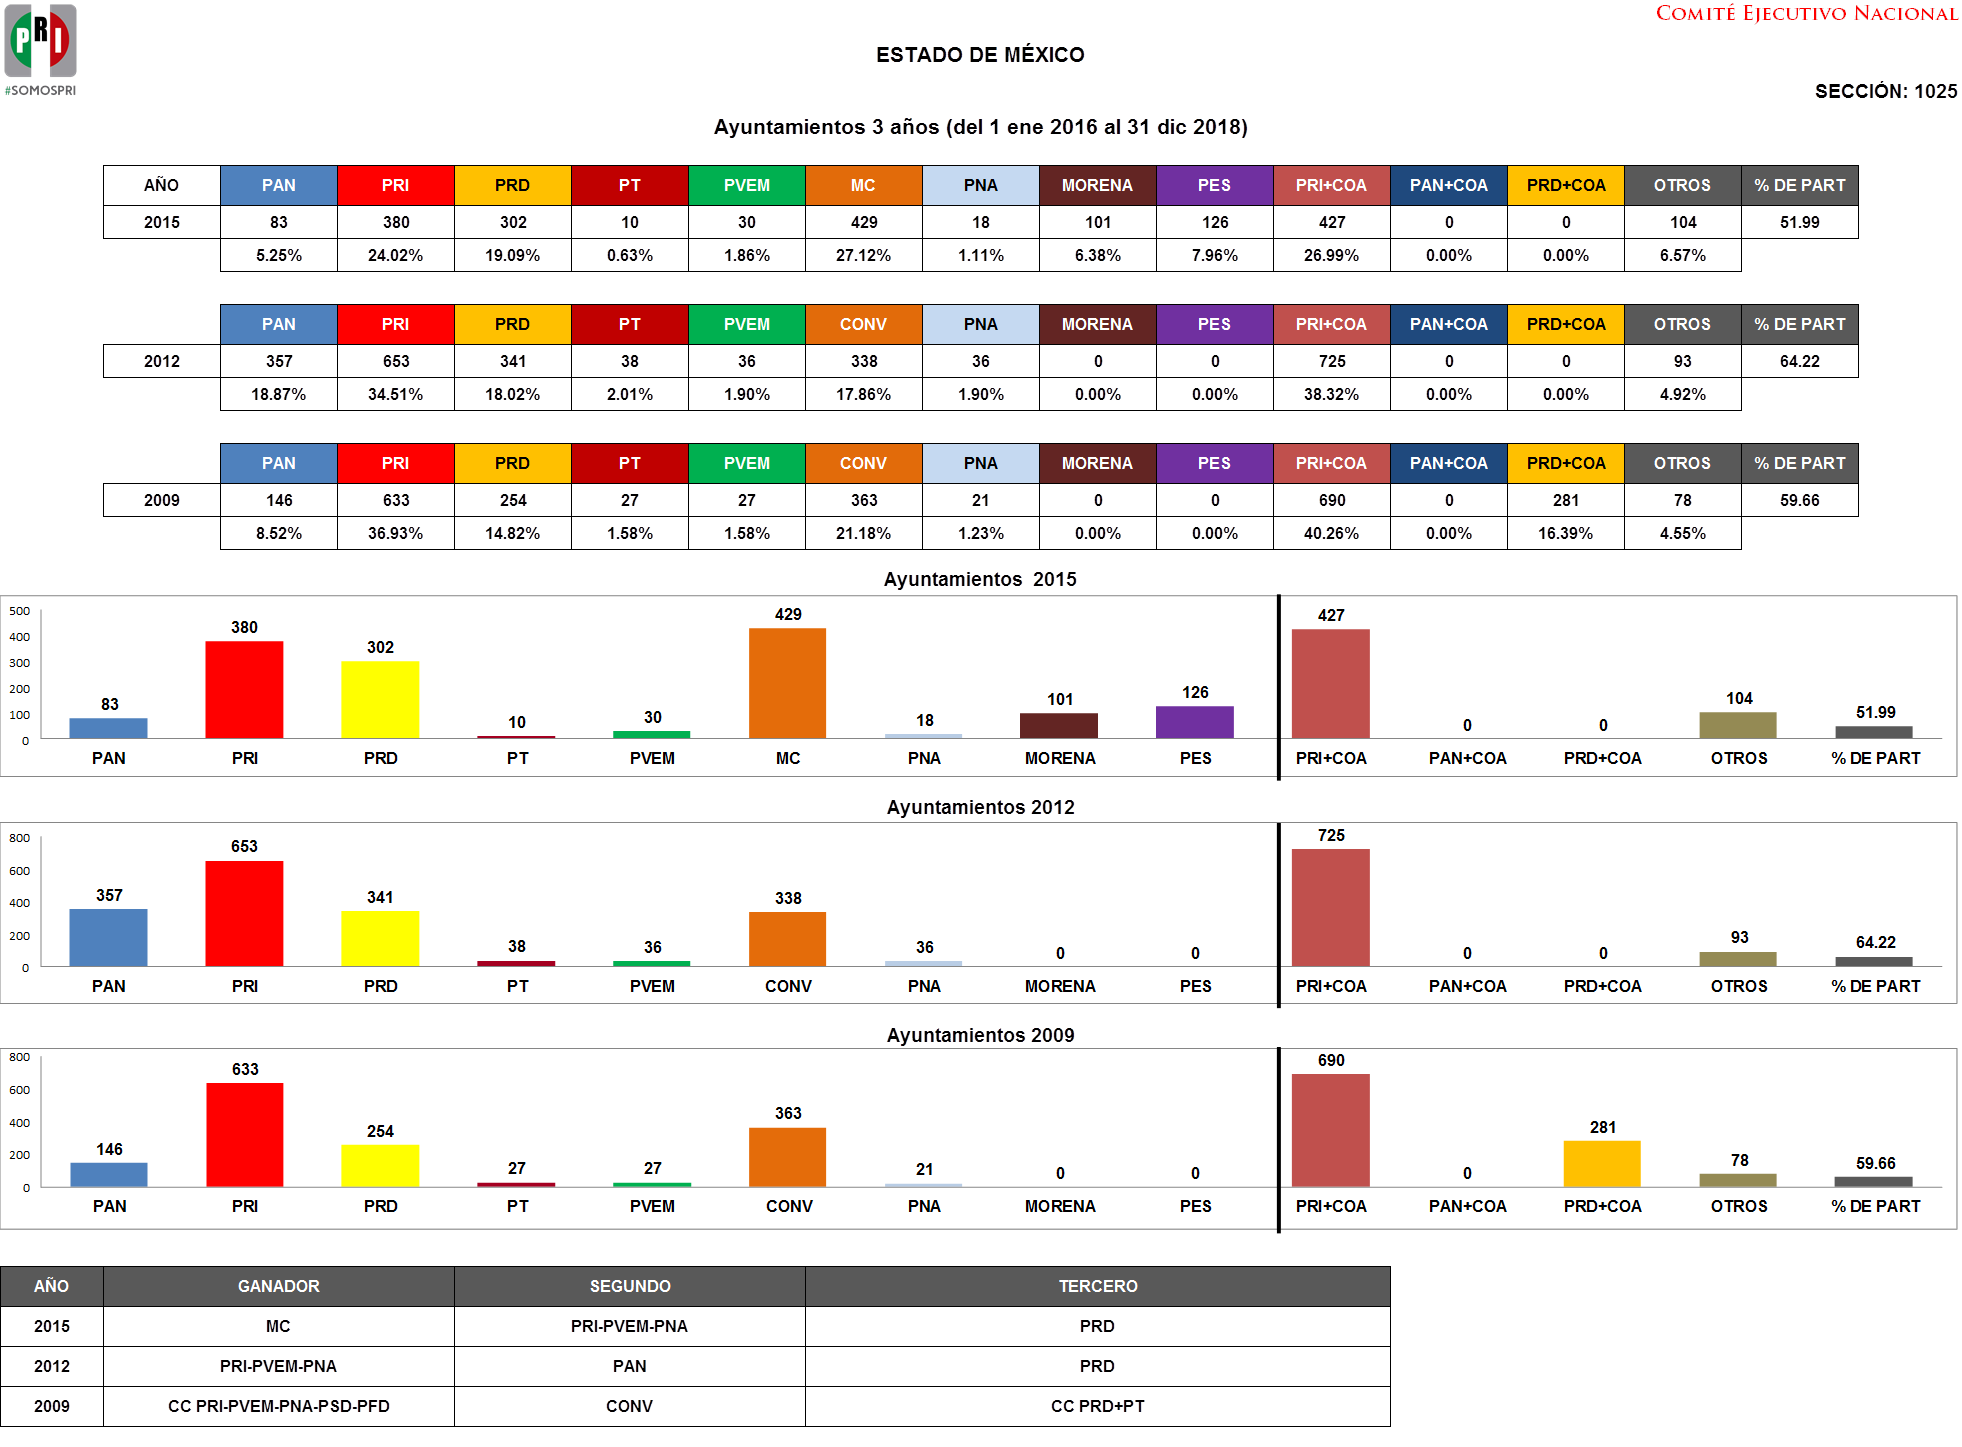 COMITÉ EJECUTIVO NACIONAL
PRI
#SOMOSPRI
ESTADO DE MÉXICO
SECCIÓN: 1025
Ayuntamientos 3 años (del 1 ene 2016 al 31 dic 2018)
AÑO PAN PRI PRD PT PVEM MC PNA MORENA PES PRI+COA PAN+COA PRD+COA OTROS % DE PART
2015 83 380 302 10 30 429 18 101 126 427 0 0 104 51.99
5.25% 24.02% 19.09% 0.63% 1.86% 27.12% 1.11% 6.38% 7.96% 26.99% 0.00% 0.00% 6.57%
PAN PRI PRD PT PVEM CONV PNA MORENA PES PRI+COA PAN+COA PRD+COA OTROS % DE PART
2012 357 653 341 38 36 338 36 0 0 725 0 0 93 64.22
18.87% 34.51% 18.02% 2.01% 1.90% 17.86% 1.90% 0.00% 0.00% 38.32% 0.00% 0.00% 4.92%
PAN PRI PRD PT PVEM CONV PNA MORENA PES PRI+COA PAN+COA PRD+COA OTROS % DE PART
2009 146 633 254 27 27 363 21 0 0 690 0 281 78 59.66
8.52% 36.93% 14.82% 1.58% 1.58% 21.18% 1.23% 0.00% 0.00% 40.26% 0.00% 16.39% 4.55%
Ayuntamientos 2015
500
400
300
200
100
0
83 380 302 10 30 429 18 101 126 427 0 0 104 51.99
PAN PRI PRD PT PVEM MC PNA MORENA PES PRI+COA PAN+COA PRD+COA OTROS % DE PART
Ayuntamientos 2012
800
600
400
200
0
357 653 341 38 36 338 36 0 0 725 0 0 93 64.22
PAN PRI PRD PT PVEM CONV PNA MORENA PES PRI+COA PAN+COA PRD+COA OTROS % DE PART
Ayuntamientos 2009
800
600
400
200
0
146 633 254 27 27 363 21 0 0 690 0 281 78 59.66
PAN PRI PRD PT PVEM CONV PNA MORENA PES PRI+COA PAN+COA PRD+COA OTROS % DE PART
AÑO GANADOR SEGUNDO TERCERO
2015 MC PRI-PVEM-PNA PRD
2012 PRI-PVEM-PNA PAN PRD
2009 CC PRI-PVEM-PNA-PSD-PFD CONV CC PRD+PT